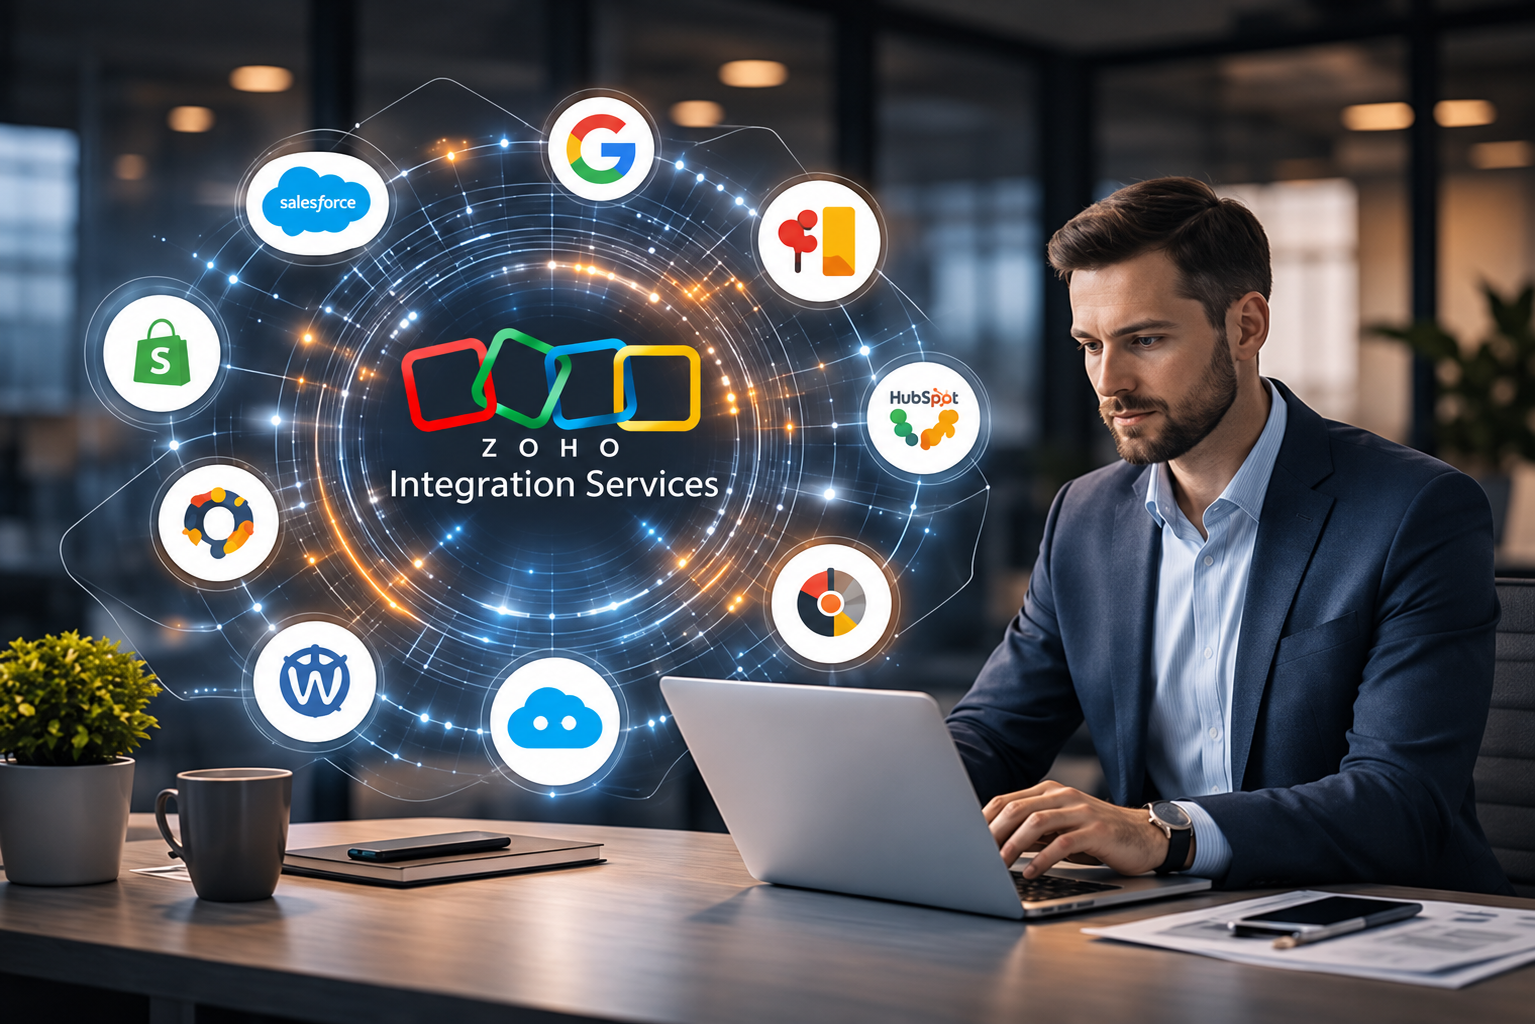 G
salesforce
S
HubSpot
ZOHO
Integration Services
W